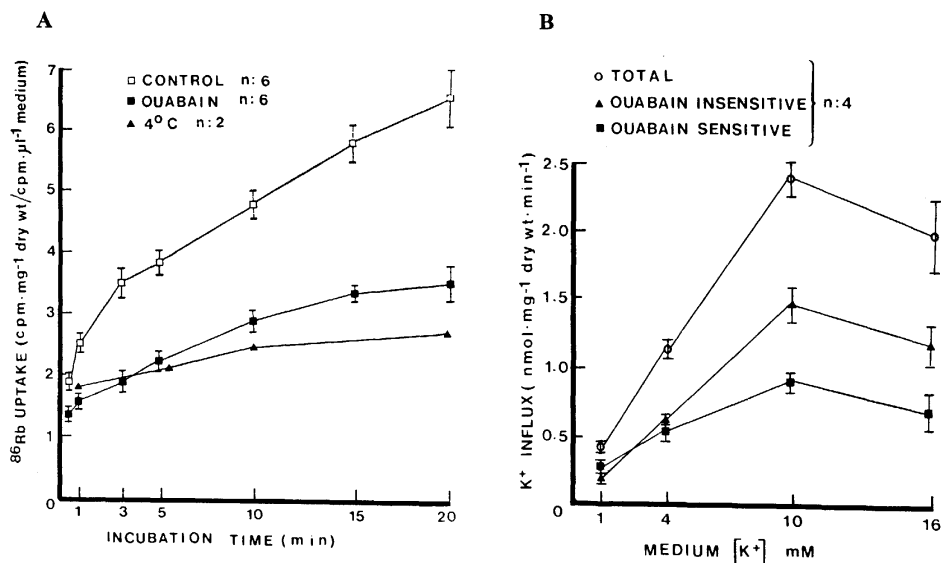 A
⁸⁶Rb UPTAKE (cpm·mg⁻¹ dry wt/cpm·µl⁻¹ medium)
7
6
5
4
3
2
1
0
□ CONTROL n:6
■ OUABAIN n:6
▲ 4°C n:2
1 3 5 10 15 20
INCUBATION TIME (min)
B
○ TOTAL
▲ OUABAIN INSENSITIVE
■ OUABAIN SENSITIVE
n:4
K⁺ INFLUX (nmol·mg⁻¹ dry wt·min⁻¹)
2.5
2.0
1.5
1.0
0.5
0
1 4 10 16
MEDIUM [K⁺] mM